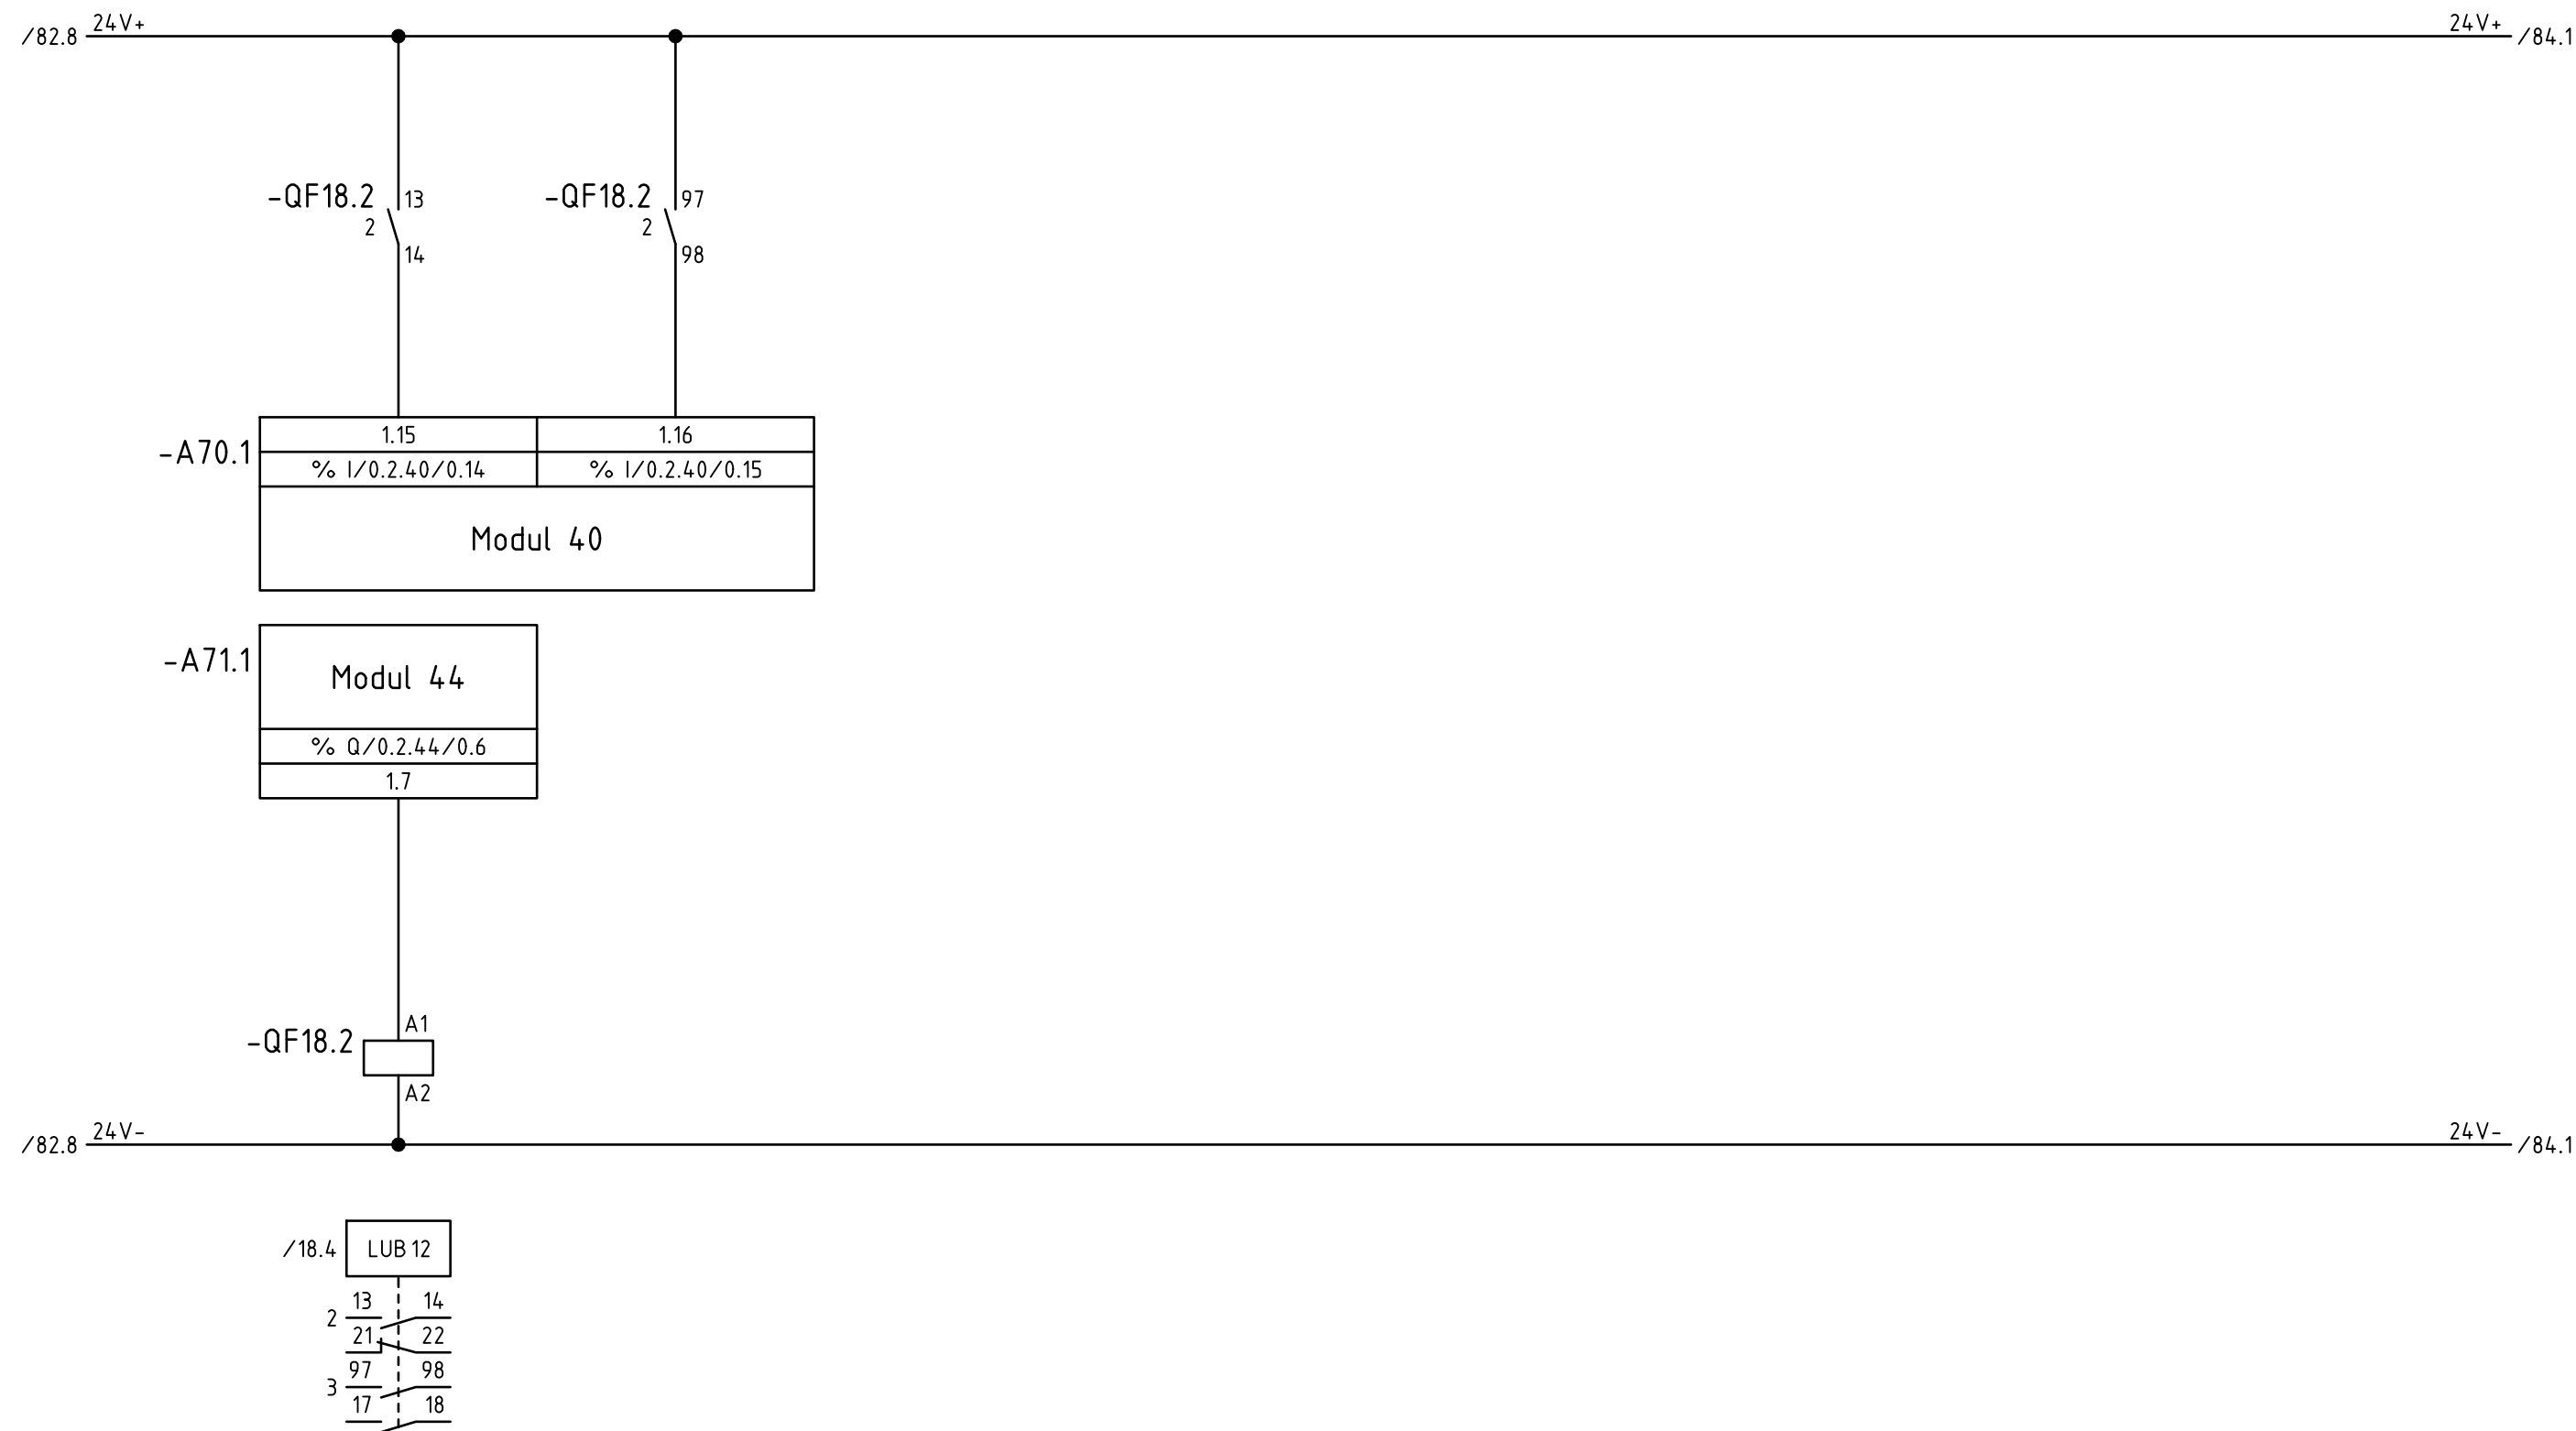 24V+ 24V+
/82.8 /84.1
-QF18.2 13 -QF18.2 97
2 2
14 98
-A70.1 1.15 1.16
% I/0.2.40/0.14 % I/0.2.40/0.15
Modul 40
-A71.1 Modul 44
% Q/0.2.44/0.6
1.7
A1
-QF18.2
A2
24V- 24V-
/82.8 /84.1
/18.4 LUB12
13 14
2
21 22
97 98
3
17 18